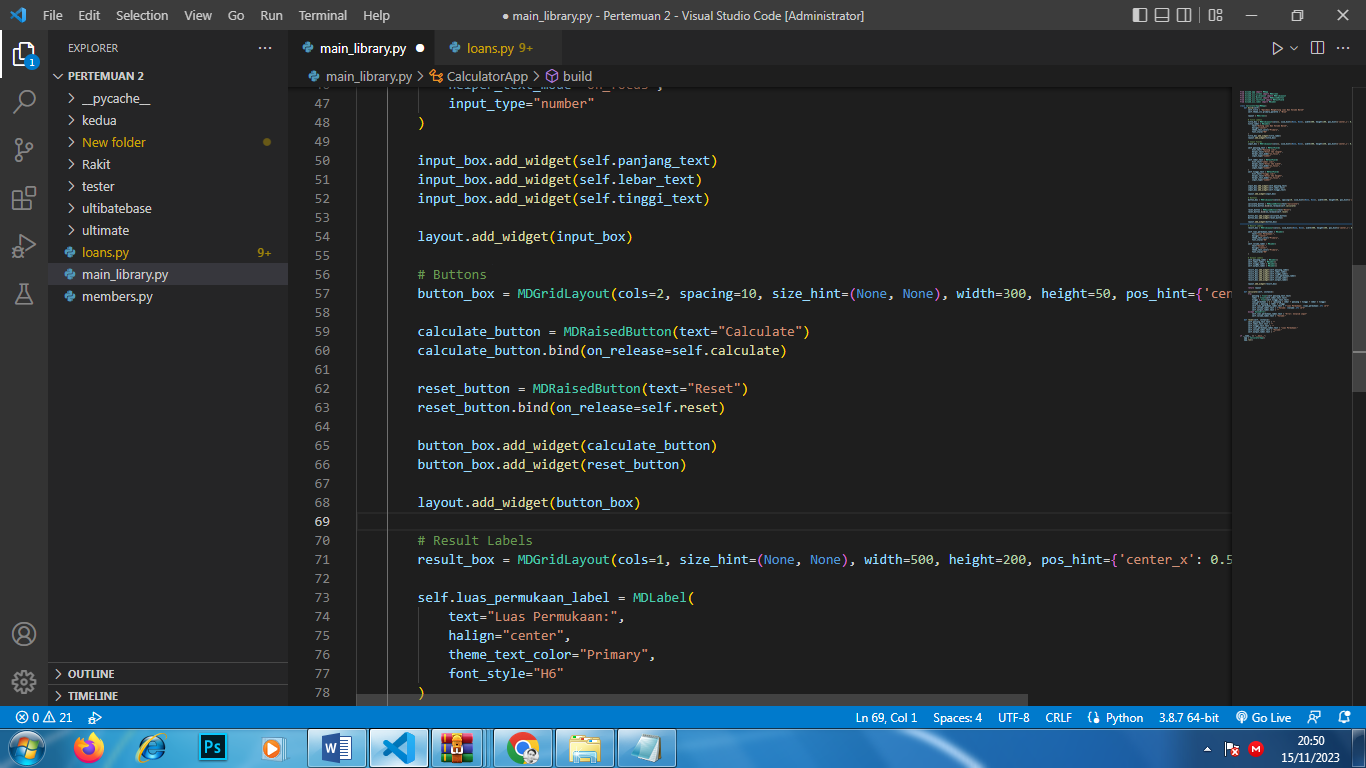 File Edit Selection View Go Run Terminal Help
● main_library.py - Pertemuan 2 - Visual Studio Code [Administrator]
EXPLORER
PERTEMUAN 2
__pycache__
kedua
New folder
Rakit
tester
ultibatebase
ultimate
loans.py 9+
main_library.py
members.py
OUTLINE
TIMELINE
1
main_library.py ● loans.py 9+
main_library.py > CalculatorApp > build
46 helper_text_mode="on_focus",
47 input_type="number"
48 )
49
50 input_box.add_widget(self.panjang_text)
51 input_box.add_widget(self.lebar_text)
52 input_box.add_widget(self.tinggi_text)
53
54 layout.add_widget(input_box)
55
56 # Buttons
57 button_box = MDGridLayout(cols=2, spacing=10, size_hint=(None, None), width=300, height=50, pos_hint={'cen
58
59 calculate_button = MDRaisedButton(text="Calculate")
60 calculate_button.bind(on_release=self.calculate)
61
62 reset_button = MDRaisedButton(text="Reset")
63 reset_button.bind(on_release=self.reset)
64
65 button_box.add_widget(calculate_button)
66 button_box.add_widget(reset_button)
67
68 layout.add_widget(button_box)
69
70 # Result Labels
71 result_box = MDGridLayout(cols=1, size_hint=(None, None), width=500, height=200, pos_hint={'center_x': 0.5
72
73 self.luas_permukaan_label = MDLabel(
74 text="Luas Permukaan:",
75 halign="center",
76 theme_text_color="Primary",
77 font_style="H6"
78 )
0 21 Ln 69, Col 1 Spaces: 4 UTF-8 CRLF Python 3.8.7 64-bit Go Live
Ps W M
20:50
15/11/2023